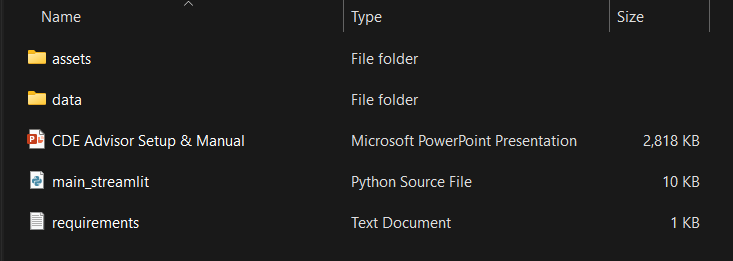 Name Type Size
assets File folder
data File folder
CDE Advisor Setup & Manual Microsoft PowerPoint Presentation 2,818 KB
main_streamlit Python Source File 10 KB
requirements Text Document 1 KB